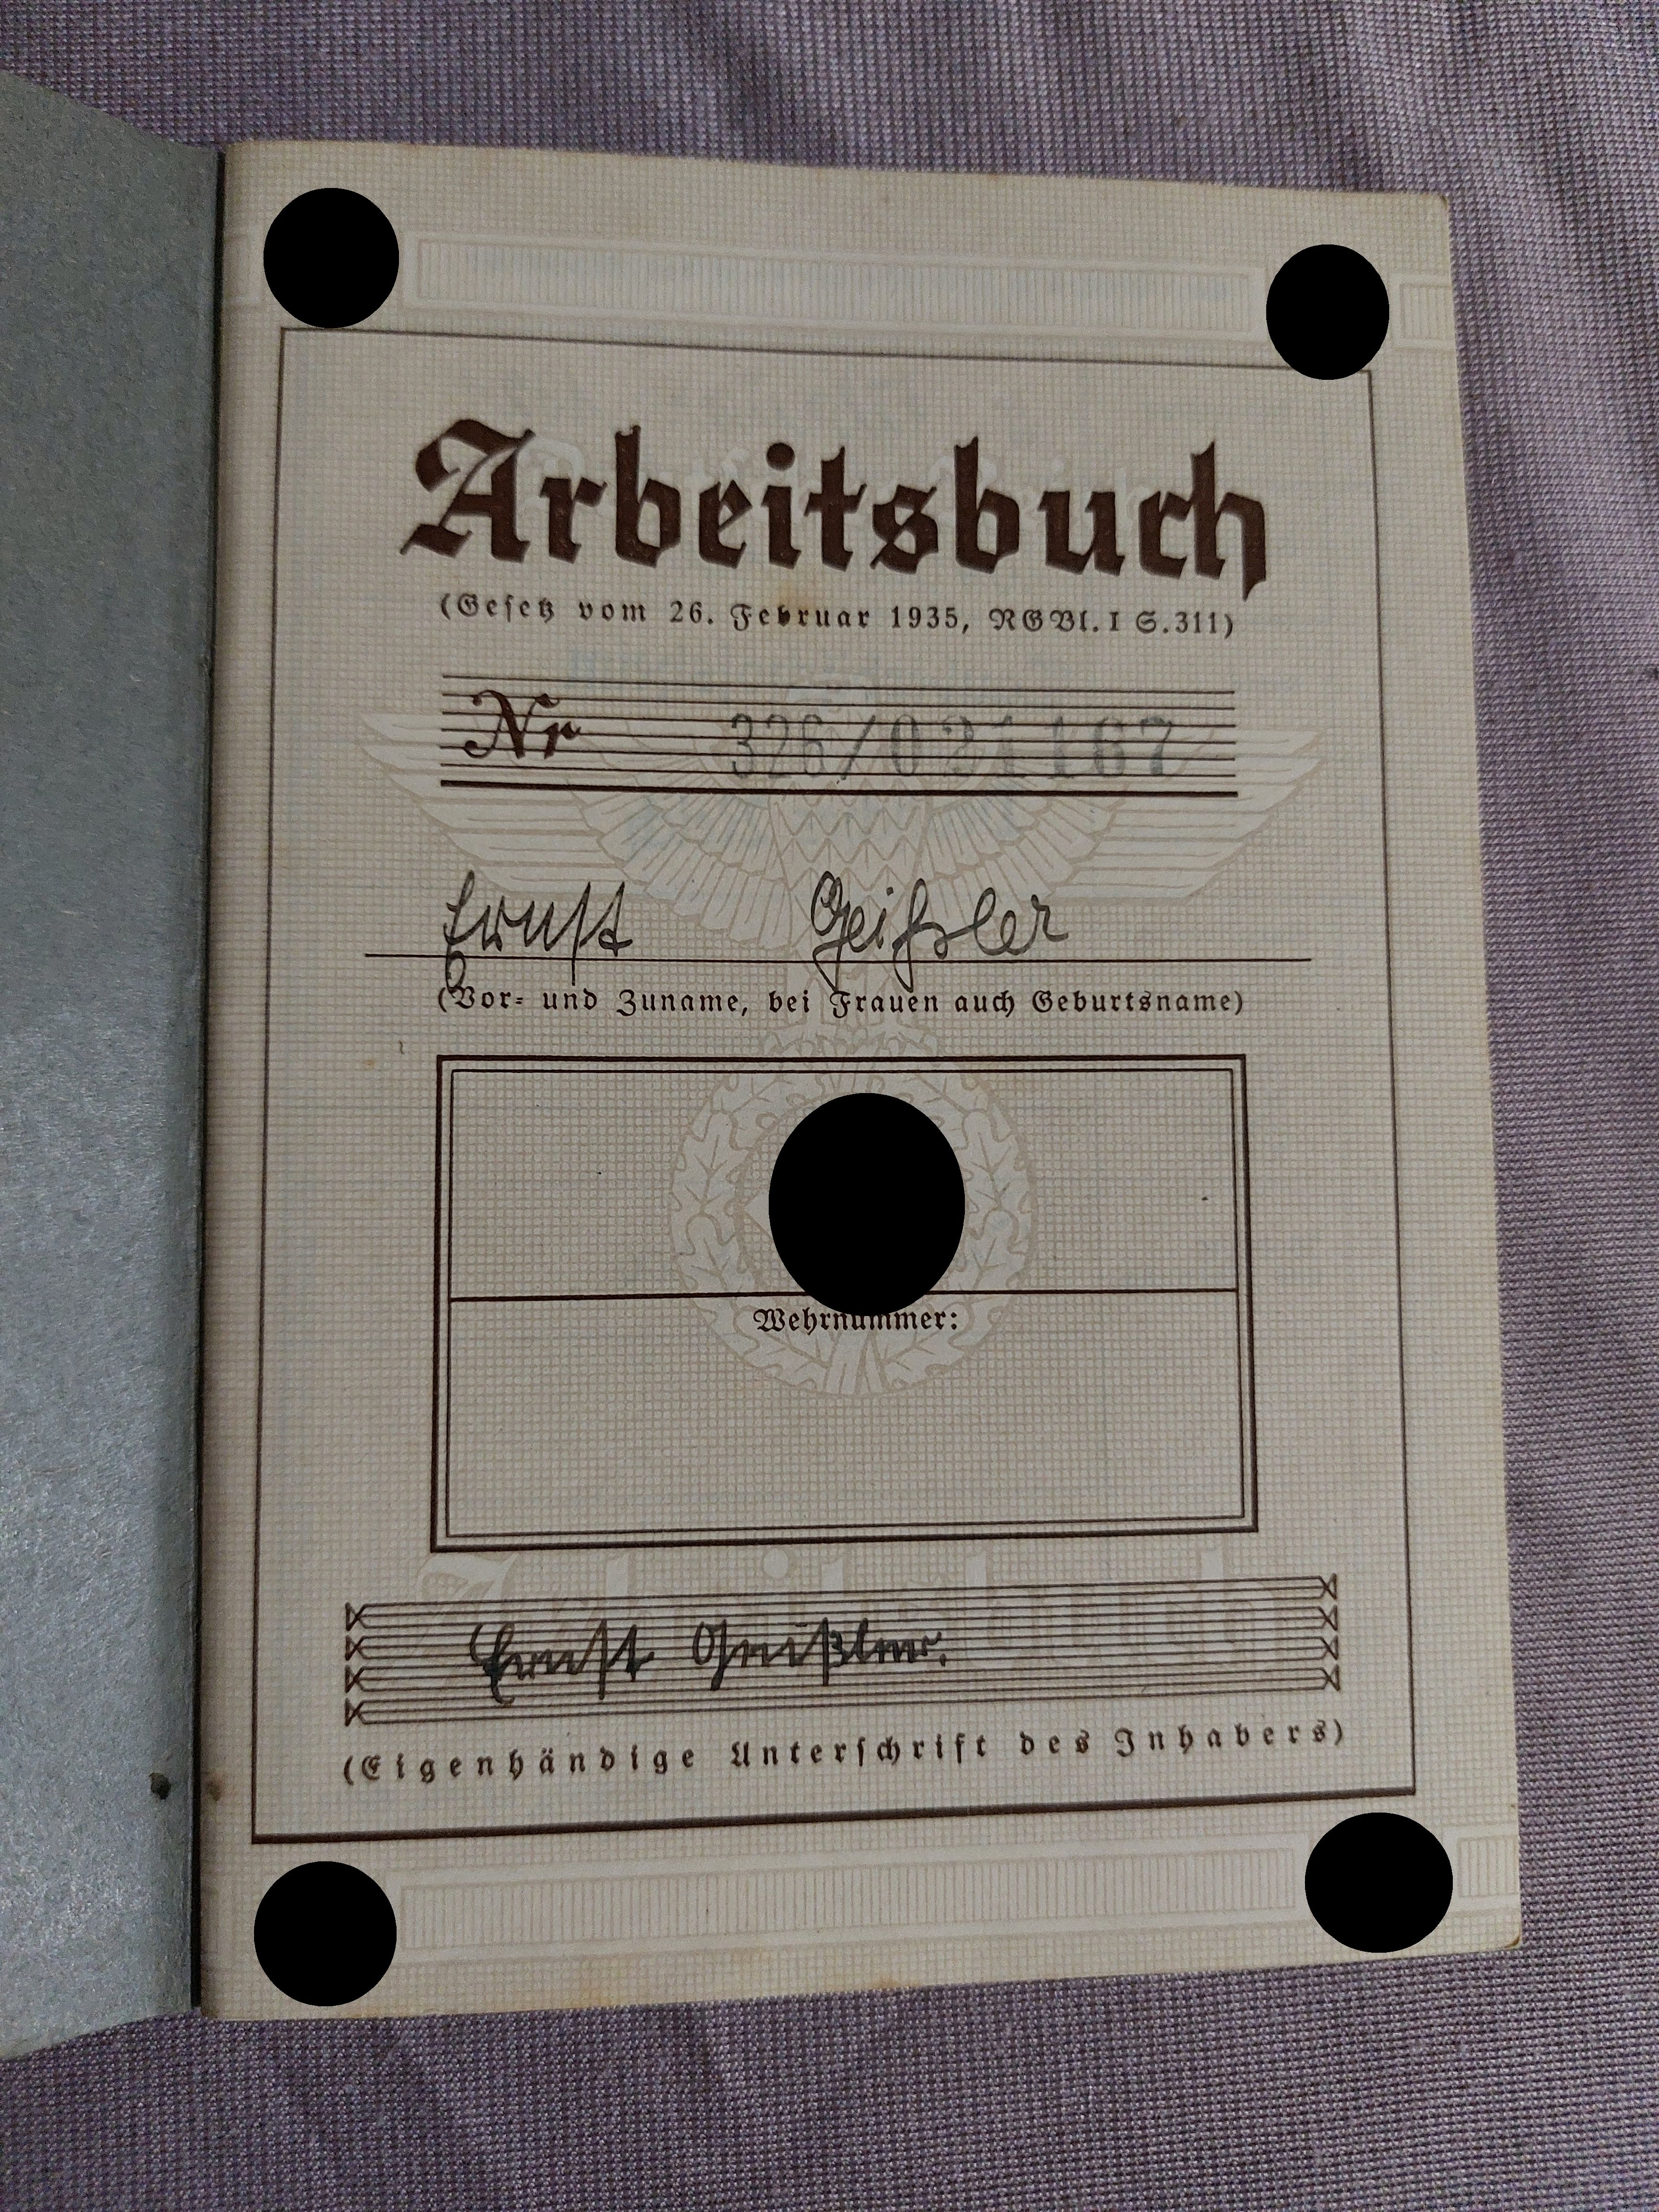 Arbeitsbuch
(Gesetz vom 26. Februar 1935, RGBl. I S.311)
Nr 326/021167
Ernst Geißler
(Vor- und Zuname, bei Frauen auch Geburtsname)
Wehrnummer:
Arbeitsbuch
Ernst Geißler.
(Eigenhändige Unterschrift des Inhabers)